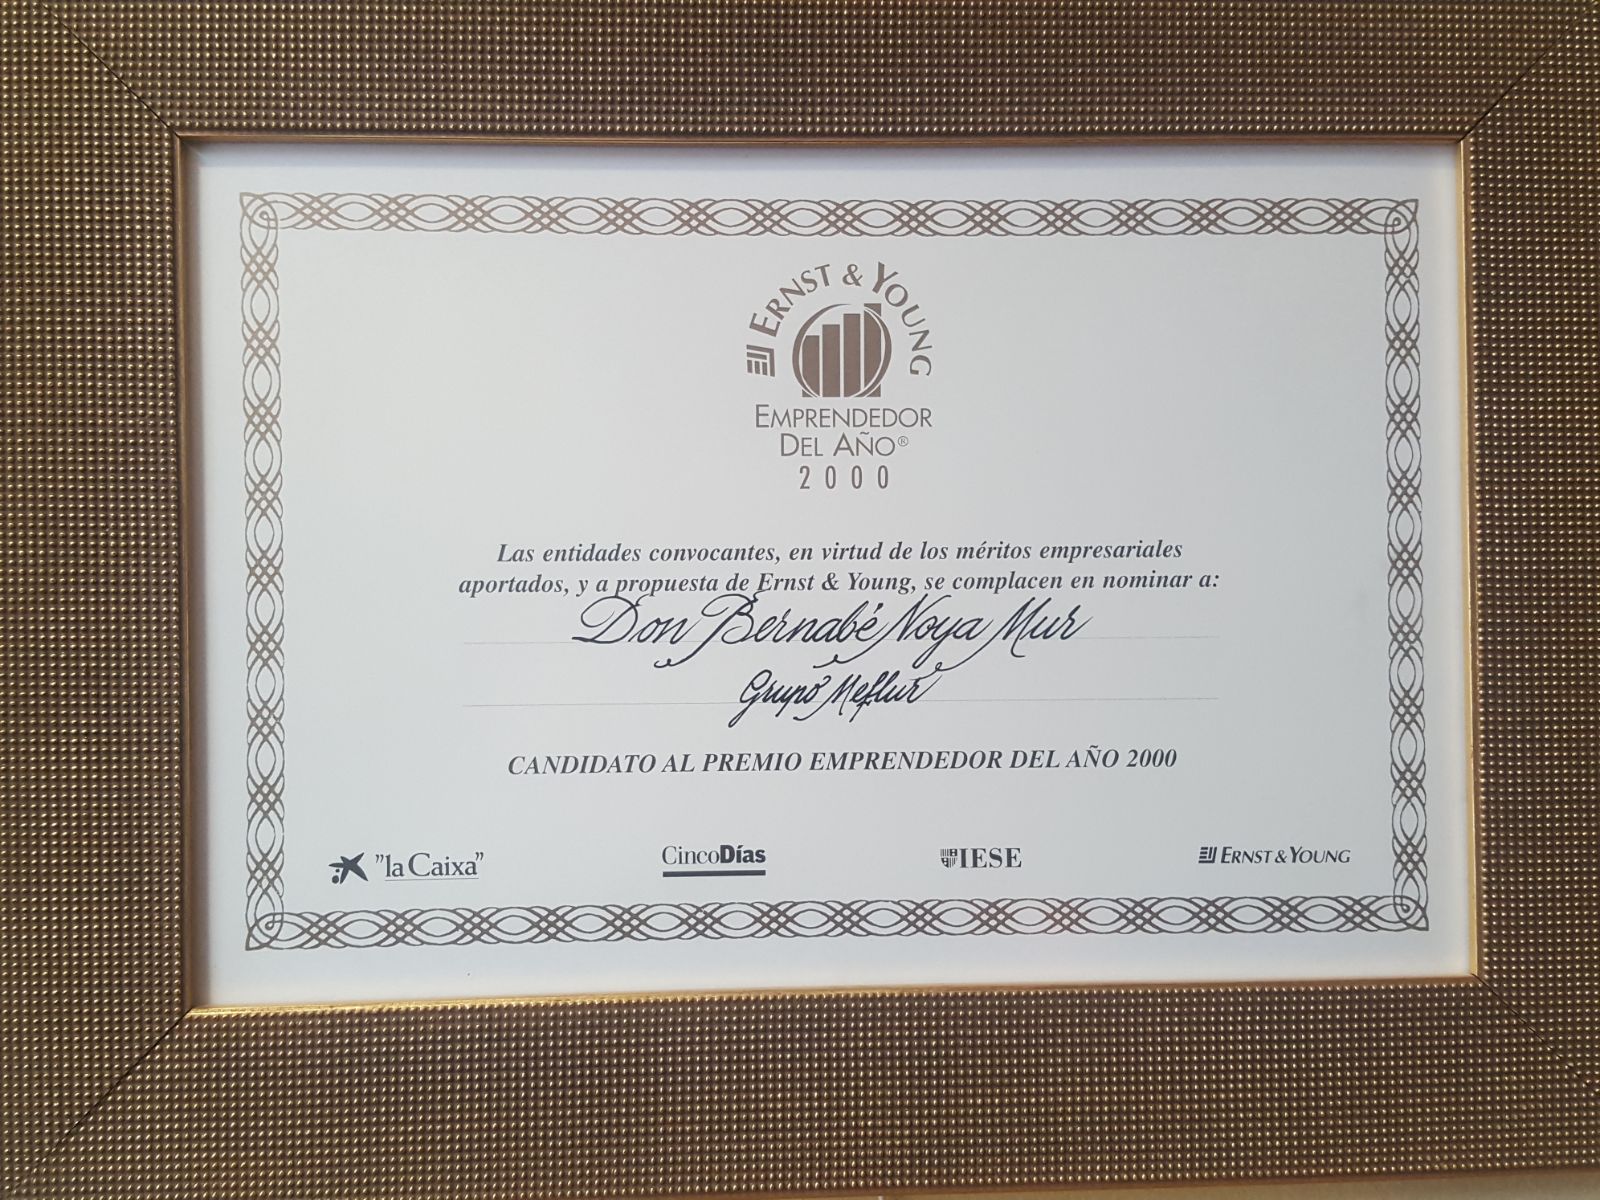 ERNST & YOUNG
EMPRENDEDOR
DEL AÑO®
2000
Las entidades convocantes, en virtud de los méritos empresariales
aportados, y a propuesta de Ernst & Young, se complacen en nominar a:
Don Bernabé Noya Mur
Grupo Meflur
CANDIDATO AL PREMIO EMPRENDEDOR DEL AÑO 2000
"la Caixa" CincoDías IESE ERNST & YOUNG